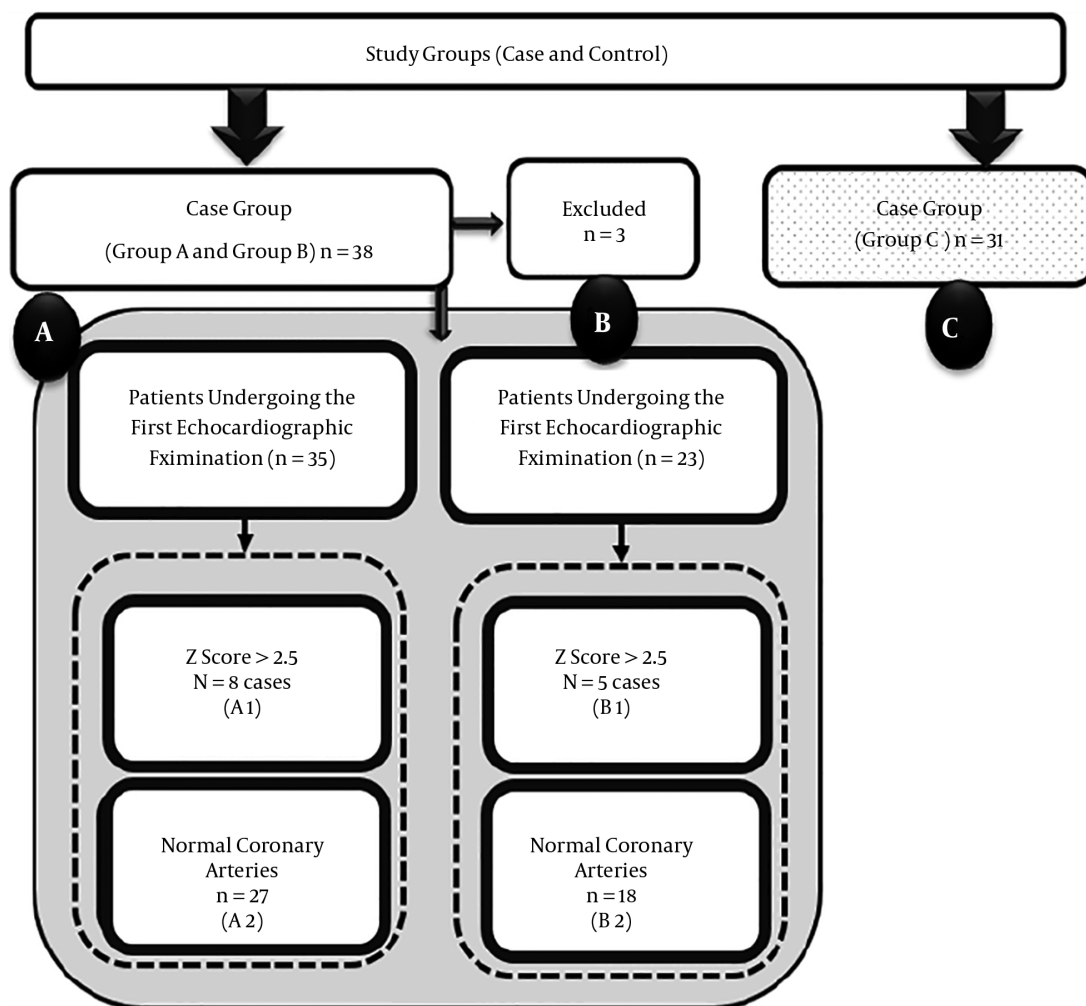 Study Groups (Case and Control)
Case Group
(Group A and Group B) n = 38
Excluded
n = 3
Case Group
(Group C ) n = 31
A
B
C
Patients Undergoing the
First Echocardiographic
Fximination (n = 35)
Patients Undergoing the
First Echocardiographic
Fximination (n = 23)
Z Score > 2.5
N = 8 cases
(A 1)
Z Score > 2.5
N = 5 cases
(B 1)
Normal Coronary
Arteries
n = 27
(A 2)
Normal Coronary
Arteries
n =18
(B 2)